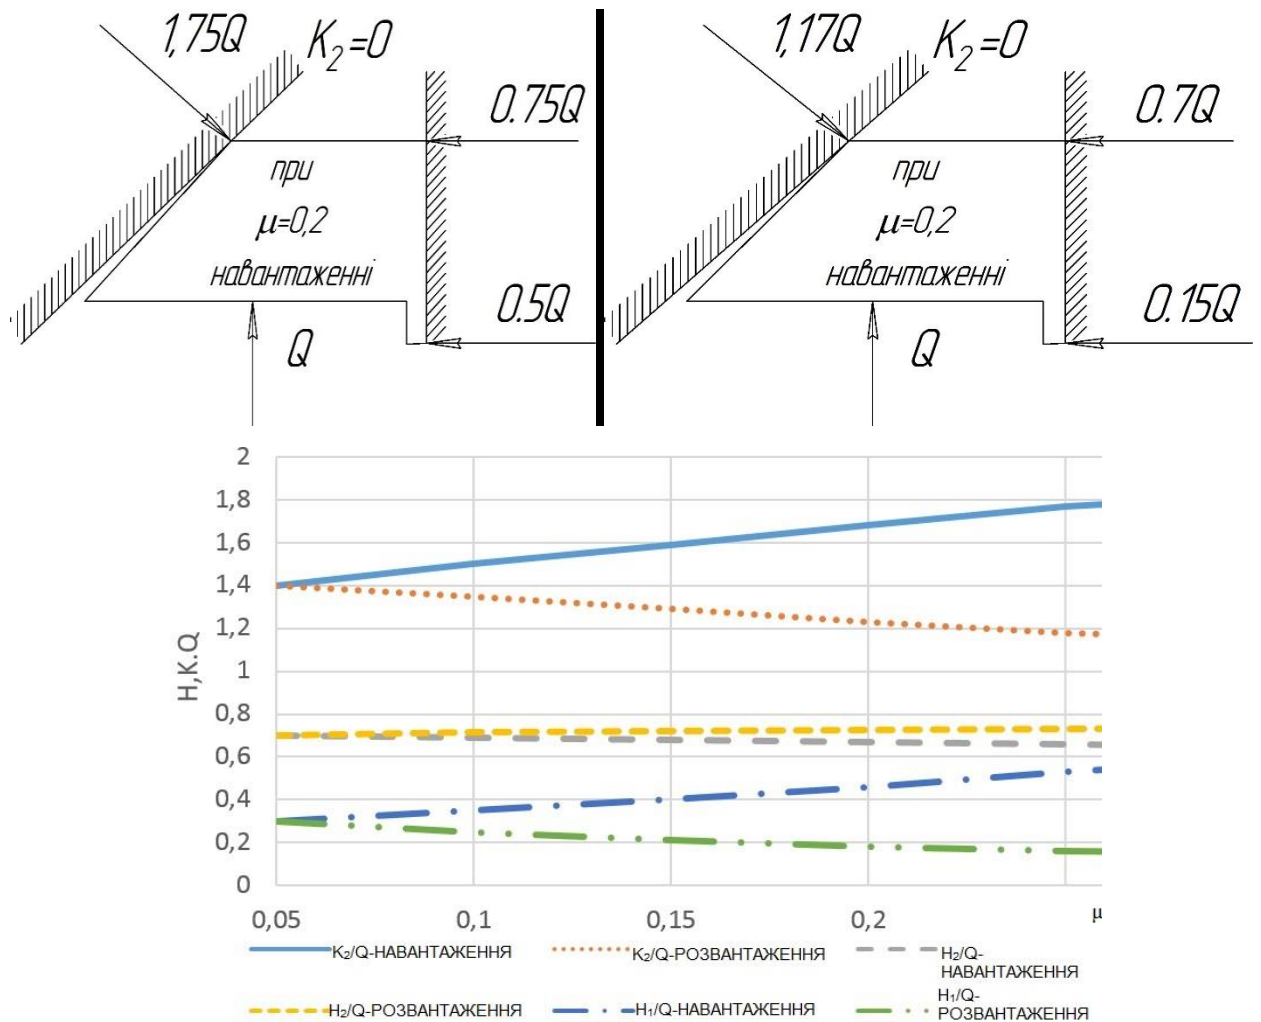 1,75Q K₂=0
0.75Q
при
μ=0,2
навантаженні
0.5Q
Q
1,17Q K₂=0
0.7Q
при
μ=0,2
навантаженні
0.15Q
Q
2
1,8
1,6
1,4
1,2
1
0,8
0,6
0,4
0,2
0
H,K.Q
0,05 0,1 0,15 0,2 μ
K₂/Q-НАВАНТАЖЕННЯ
K₂/Q-РОЗВАНТАЖЕННЯ
H₂/Q-
НАВАНТАЖЕННЯ
H₂/Q-РОЗВАНТАЖЕННЯ
H₁/Q-НАВАНТАЖЕННЯ
H₁/Q-
РОЗВАНТАЖЕННЯ